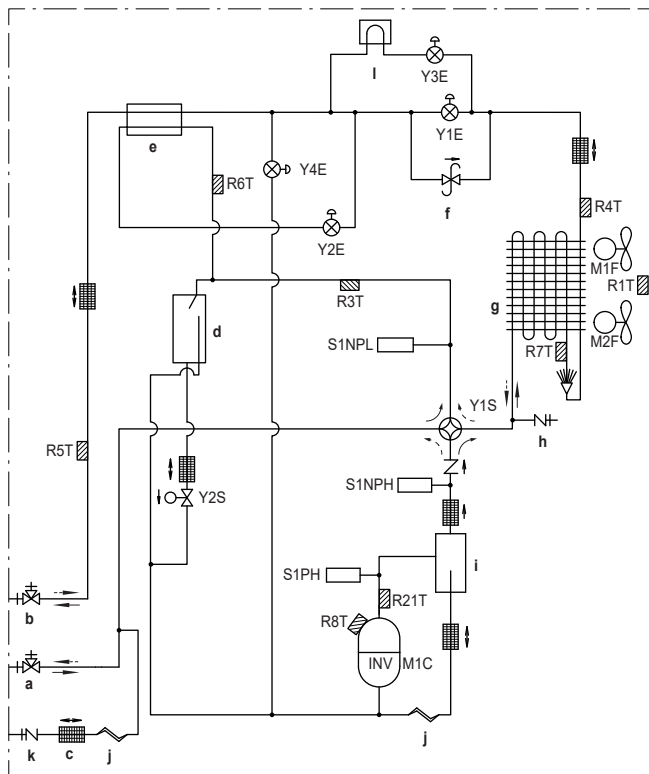 l
Y3E
Y1E
e
R6T
Y4E
f
R4T
Y2E
M1F
R1T
g
R3T
d
M2F
S1NPL
R7T
Y1S
h
R5T
S1NPH
Y2S
i
S1PH
R21T
b
R8T
INV
M1C
a
k
c
j
j